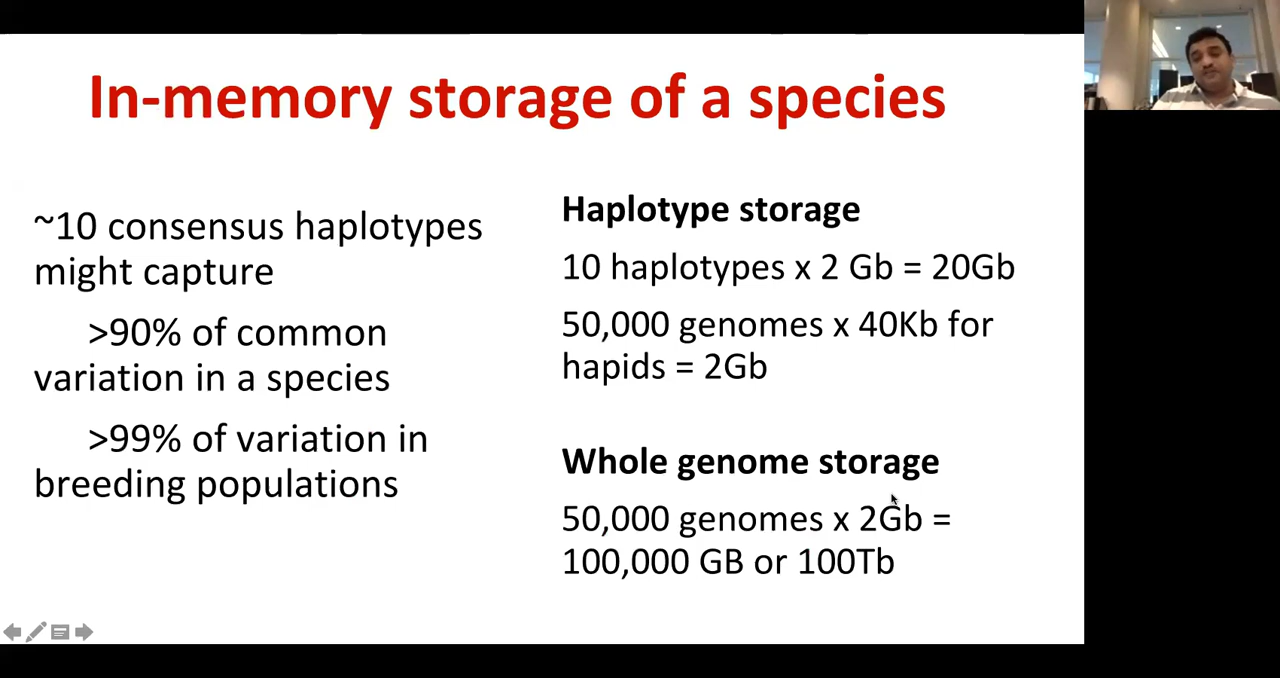 In-memory storage of a species
~10 consensus haplotypes
might capture
>90% of common
variation in a species
>99% of variation in
breeding populations
Haplotype storage
10 haplotypes x 2 Gb = 20Gb
50,000 genomes x 40Kb for
hapids = 2Gb
Whole genome storage
50,000 genomes x 2Gb =
100,000 GB or 100Tb